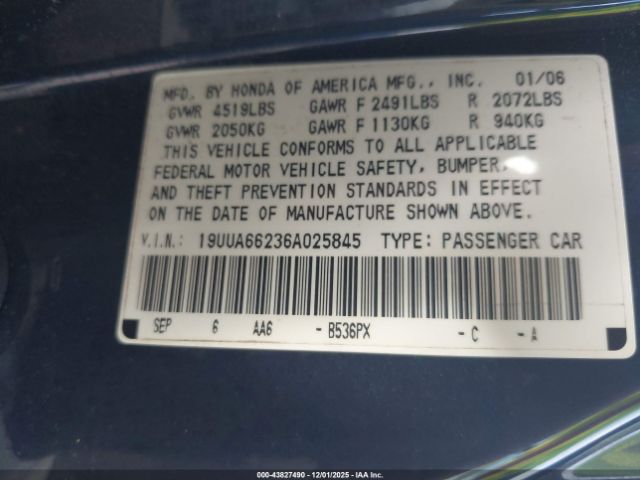 MFD. BY HONDA OF AMERICA MFG., INC. 01/06
GVWR 4519LBS GAWR F 2491LBS R 2072LBS
GVWR 2050KG GAWR F 1130KG R 940KG
THIS VEHICLE CONFORMS TO ALL APPLICABLE
FEDERAL MOTOR VEHICLE SAFETY, BUMPER,
AND THEFT PREVENTION STANDARDS IN EFFECT
ON THE DATE OF MANUFACTURE SHOWN ABOVE.
V.I.N.: 19UUA66236A025845 TYPE: PASSENGER CAR
SEP 6 AA6 - B536PX - C - A
000-43827490 - 12/01/2025 - IAA Inc.